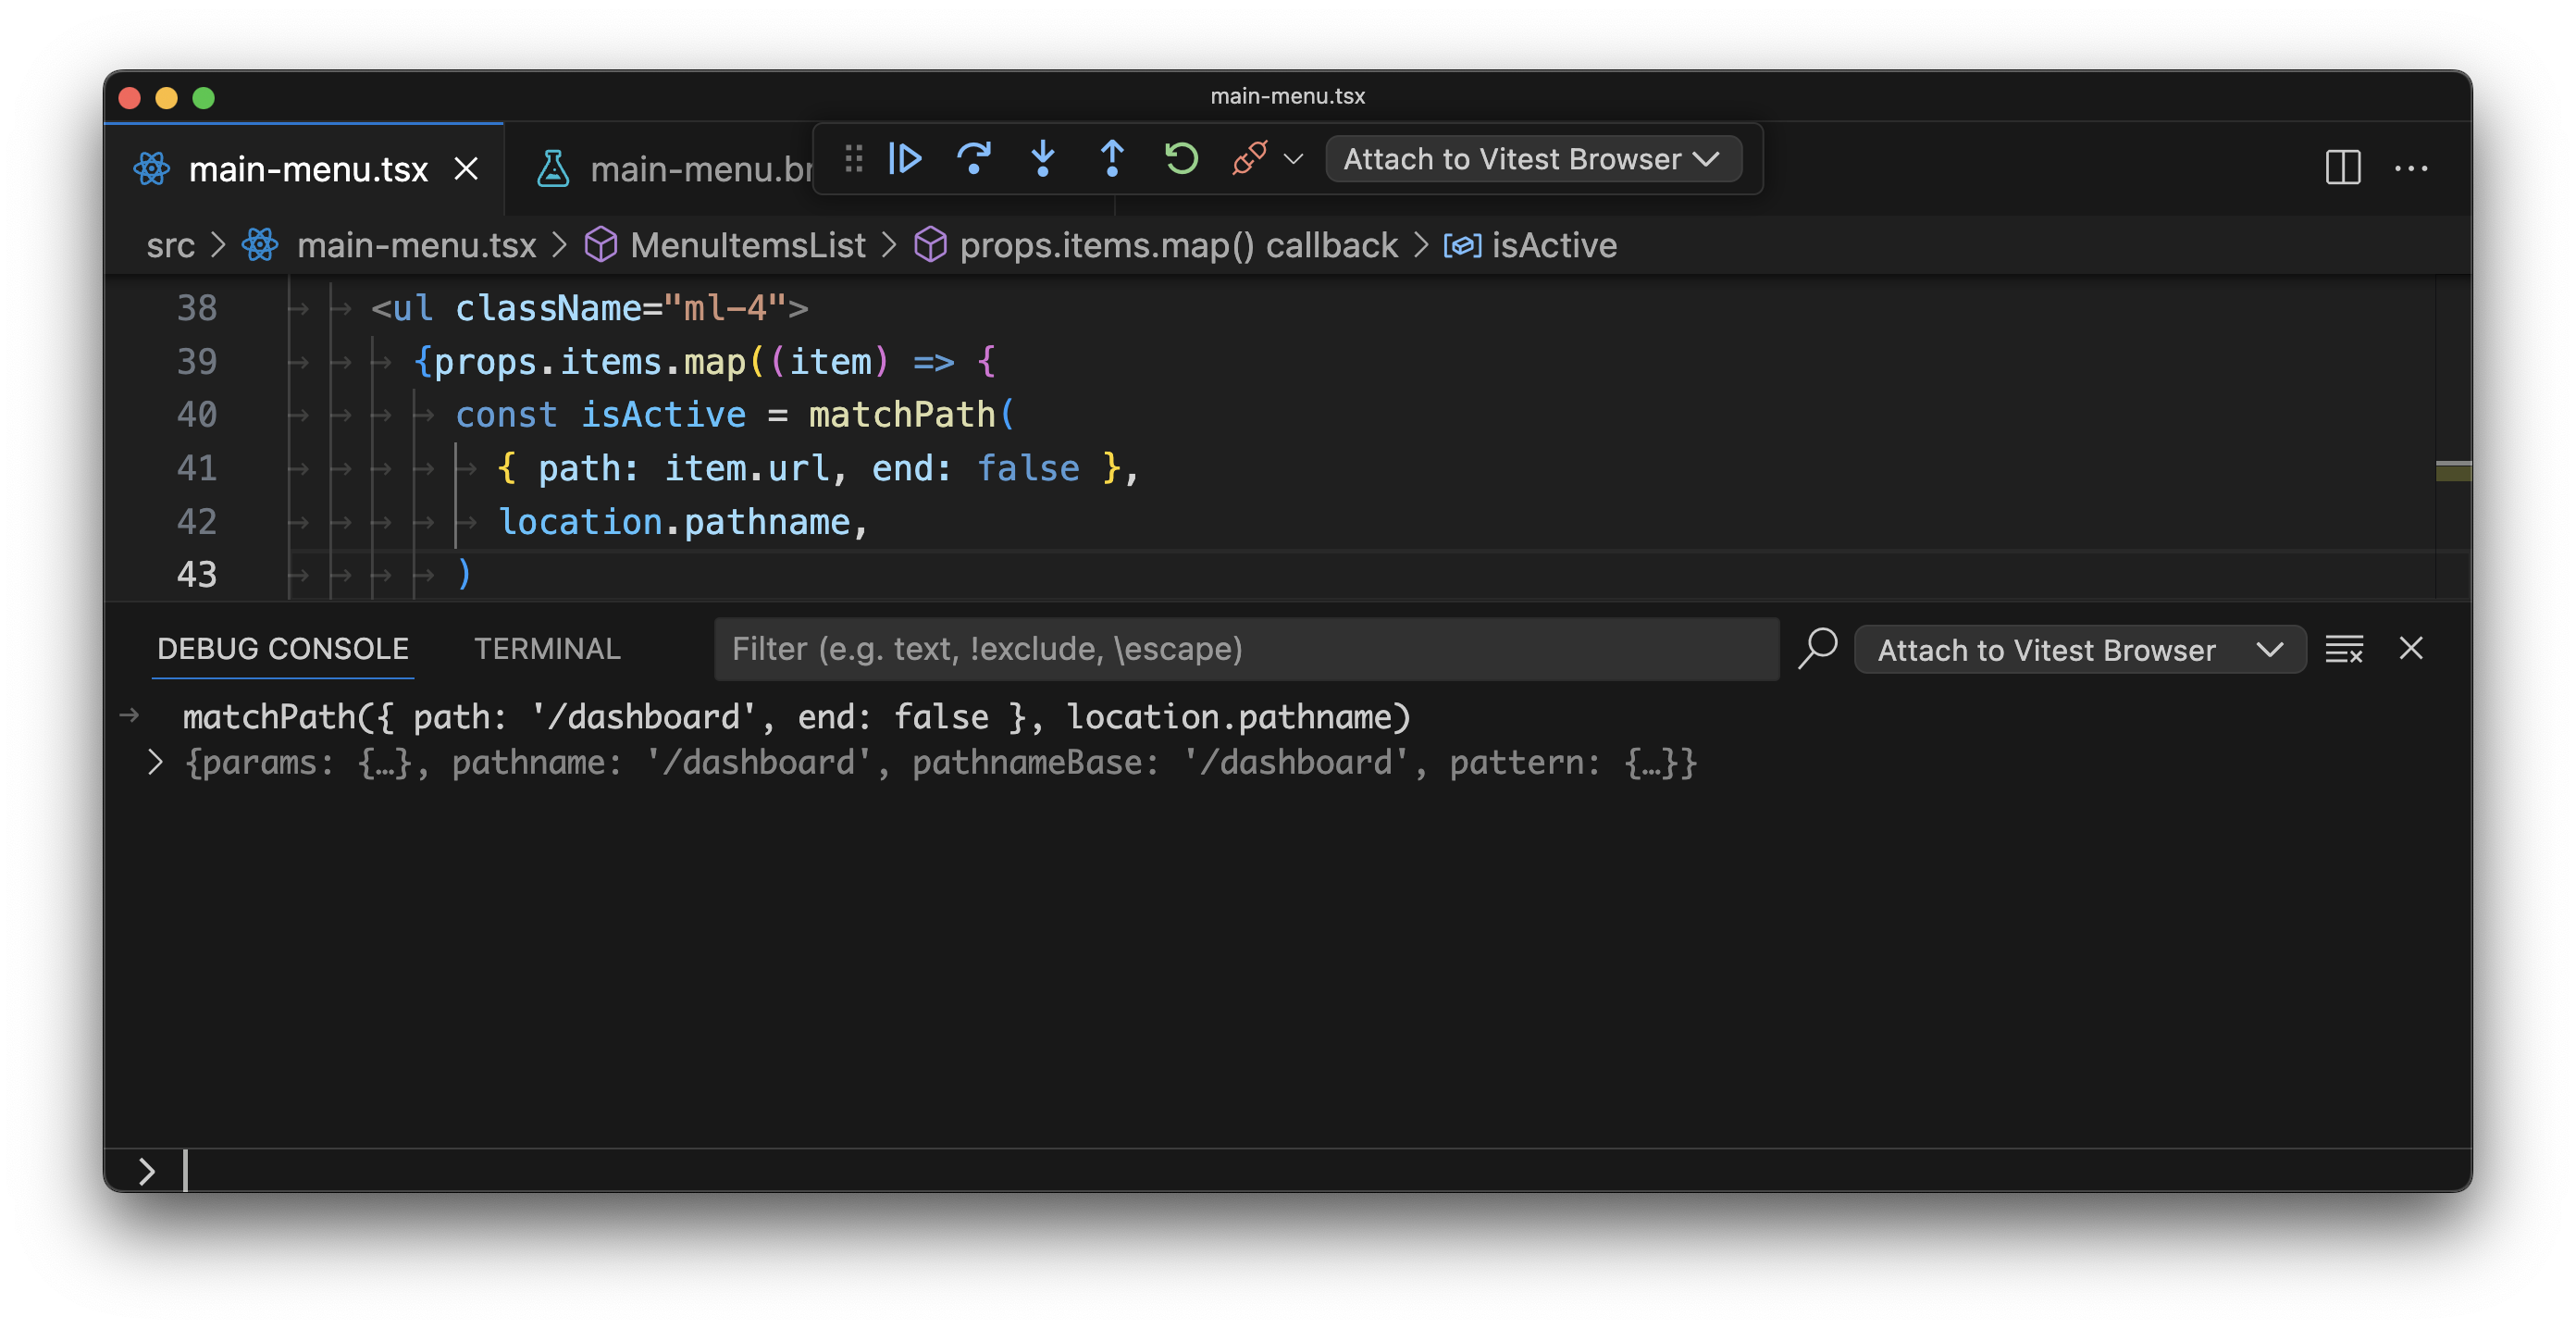 main-menu.tsx
main-menu.tsx
main-menu.br
Attach to Vitest Browser
src > main-menu.tsx > MenuItemsList > props.items.map() callback > isActive
38 <ul className="ml-4">
39 {props.items.map((item) => {
40 const isActive = matchPath(
41 { path: item.url, end: false },
42 location.pathname,
43 )
DEBUG CONSOLE
TERMINAL
Filter (e.g. text, !exclude, \escape)
Attach to Vitest Browser
matchPath({ path: '/dashboard', end: false }, location.pathname)
{params: {…}, pathname: '/dashboard', pathnameBase: '/dashboard', pattern: {…}}